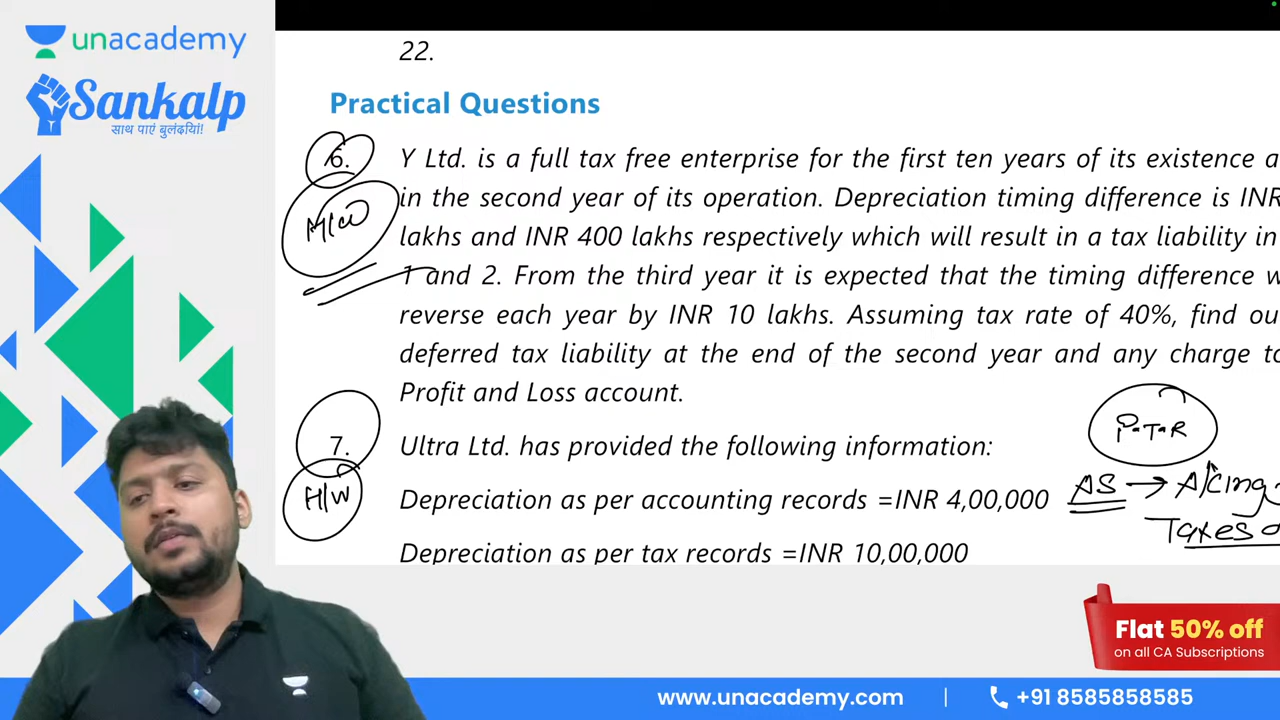 unacademy
Sankalp
साथ पाएं बुलंदियां!
22.
Practical Questions
6. Y Ltd. is a full tax free enterprise for the first ten years of its existence a
in the second year of its operation. Depreciation timing difference is INR
lakhs and INR 400 lakhs respectively which will result in a tax liability in
1 and 2. From the third year it is expected that the timing difference w
reverse each year by INR 10 lakhs. Assuming tax rate of 40%, find ou
deferred tax liability at the end of the second year and any charge to
Profit and Loss account.
P.T.R
7. Ultra Ltd. has provided the following information:
H/W
Depreciation as per accounting records =INR 4,00,000
AS → A/cing
Taxes o
Depreciation as per tax records =INR 10,00,000
Flat 50% off
on all CA Subscriptions
www.unacademy.com | +91 8585858585